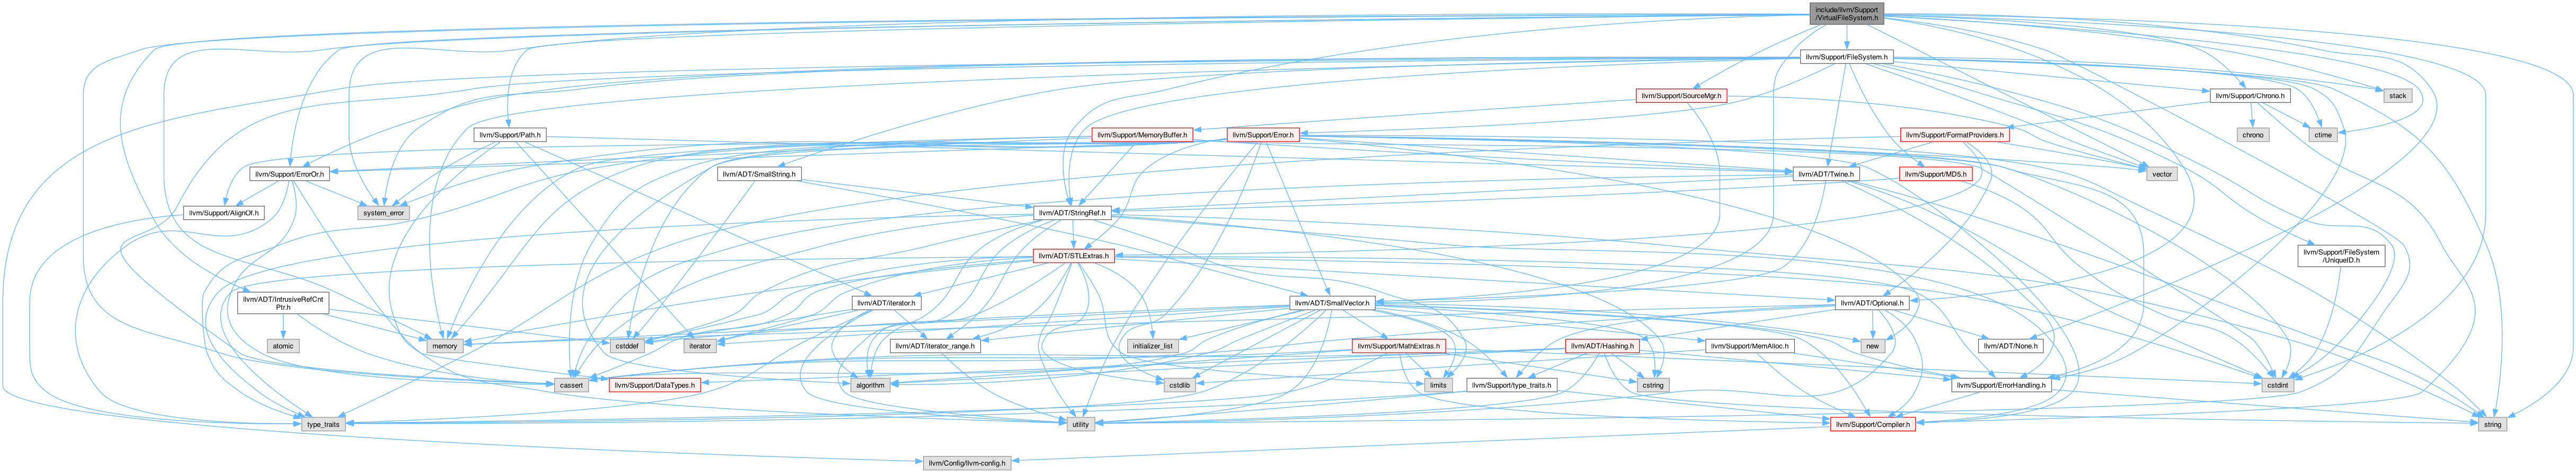 include/llvm/Support
/VirtualFileSystem.h
llvm/Support/FileSystem.h
llvm/Support/SourceMgr.h
llvm/Support/Chrono.h
stack
llvm/Support/Path.h
llvm/Support/MemoryBuffer.h
llvm/Support/Error.h
llvm/Support/FormatProviders.h
chrono
ctime
llvm/Support/ErrorOr.h
llvm/ADT/SmallString.h
llvm/ADT/Twine.h
llvm/Support/MD5.h
vector
llvm/Support/AlignOf.h
system_error
llvm/ADT/StringRef.h
llvm/ADT/STLExtras.h
llvm/Support/FileSystem
/UniqueID.h
llvm/ADT/IntrusiveRefCnt
Ptr.h
llvm/ADT/iterator.h
llvm/ADT/SmallVector.h
llvm/ADT/Optional.h
atomic
memory
cstddef
iterator
llvm/ADT/iterator_range.h
initializer_list
llvm/Support/MathExtras.h
llvm/ADT/Hashing.h
llvm/Support/MemAlloc.h
new
llvm/ADT/None.h
cassert
llvm/Support/DataTypes.h
algorithm
cstdlib
limits
llvm/Support/type_traits.h
cstring
llvm/Support/ErrorHandling.h
cstdint
type_traits
utility
llvm/Support/Compiler.h
string
llvm/Config/llvm-config.h